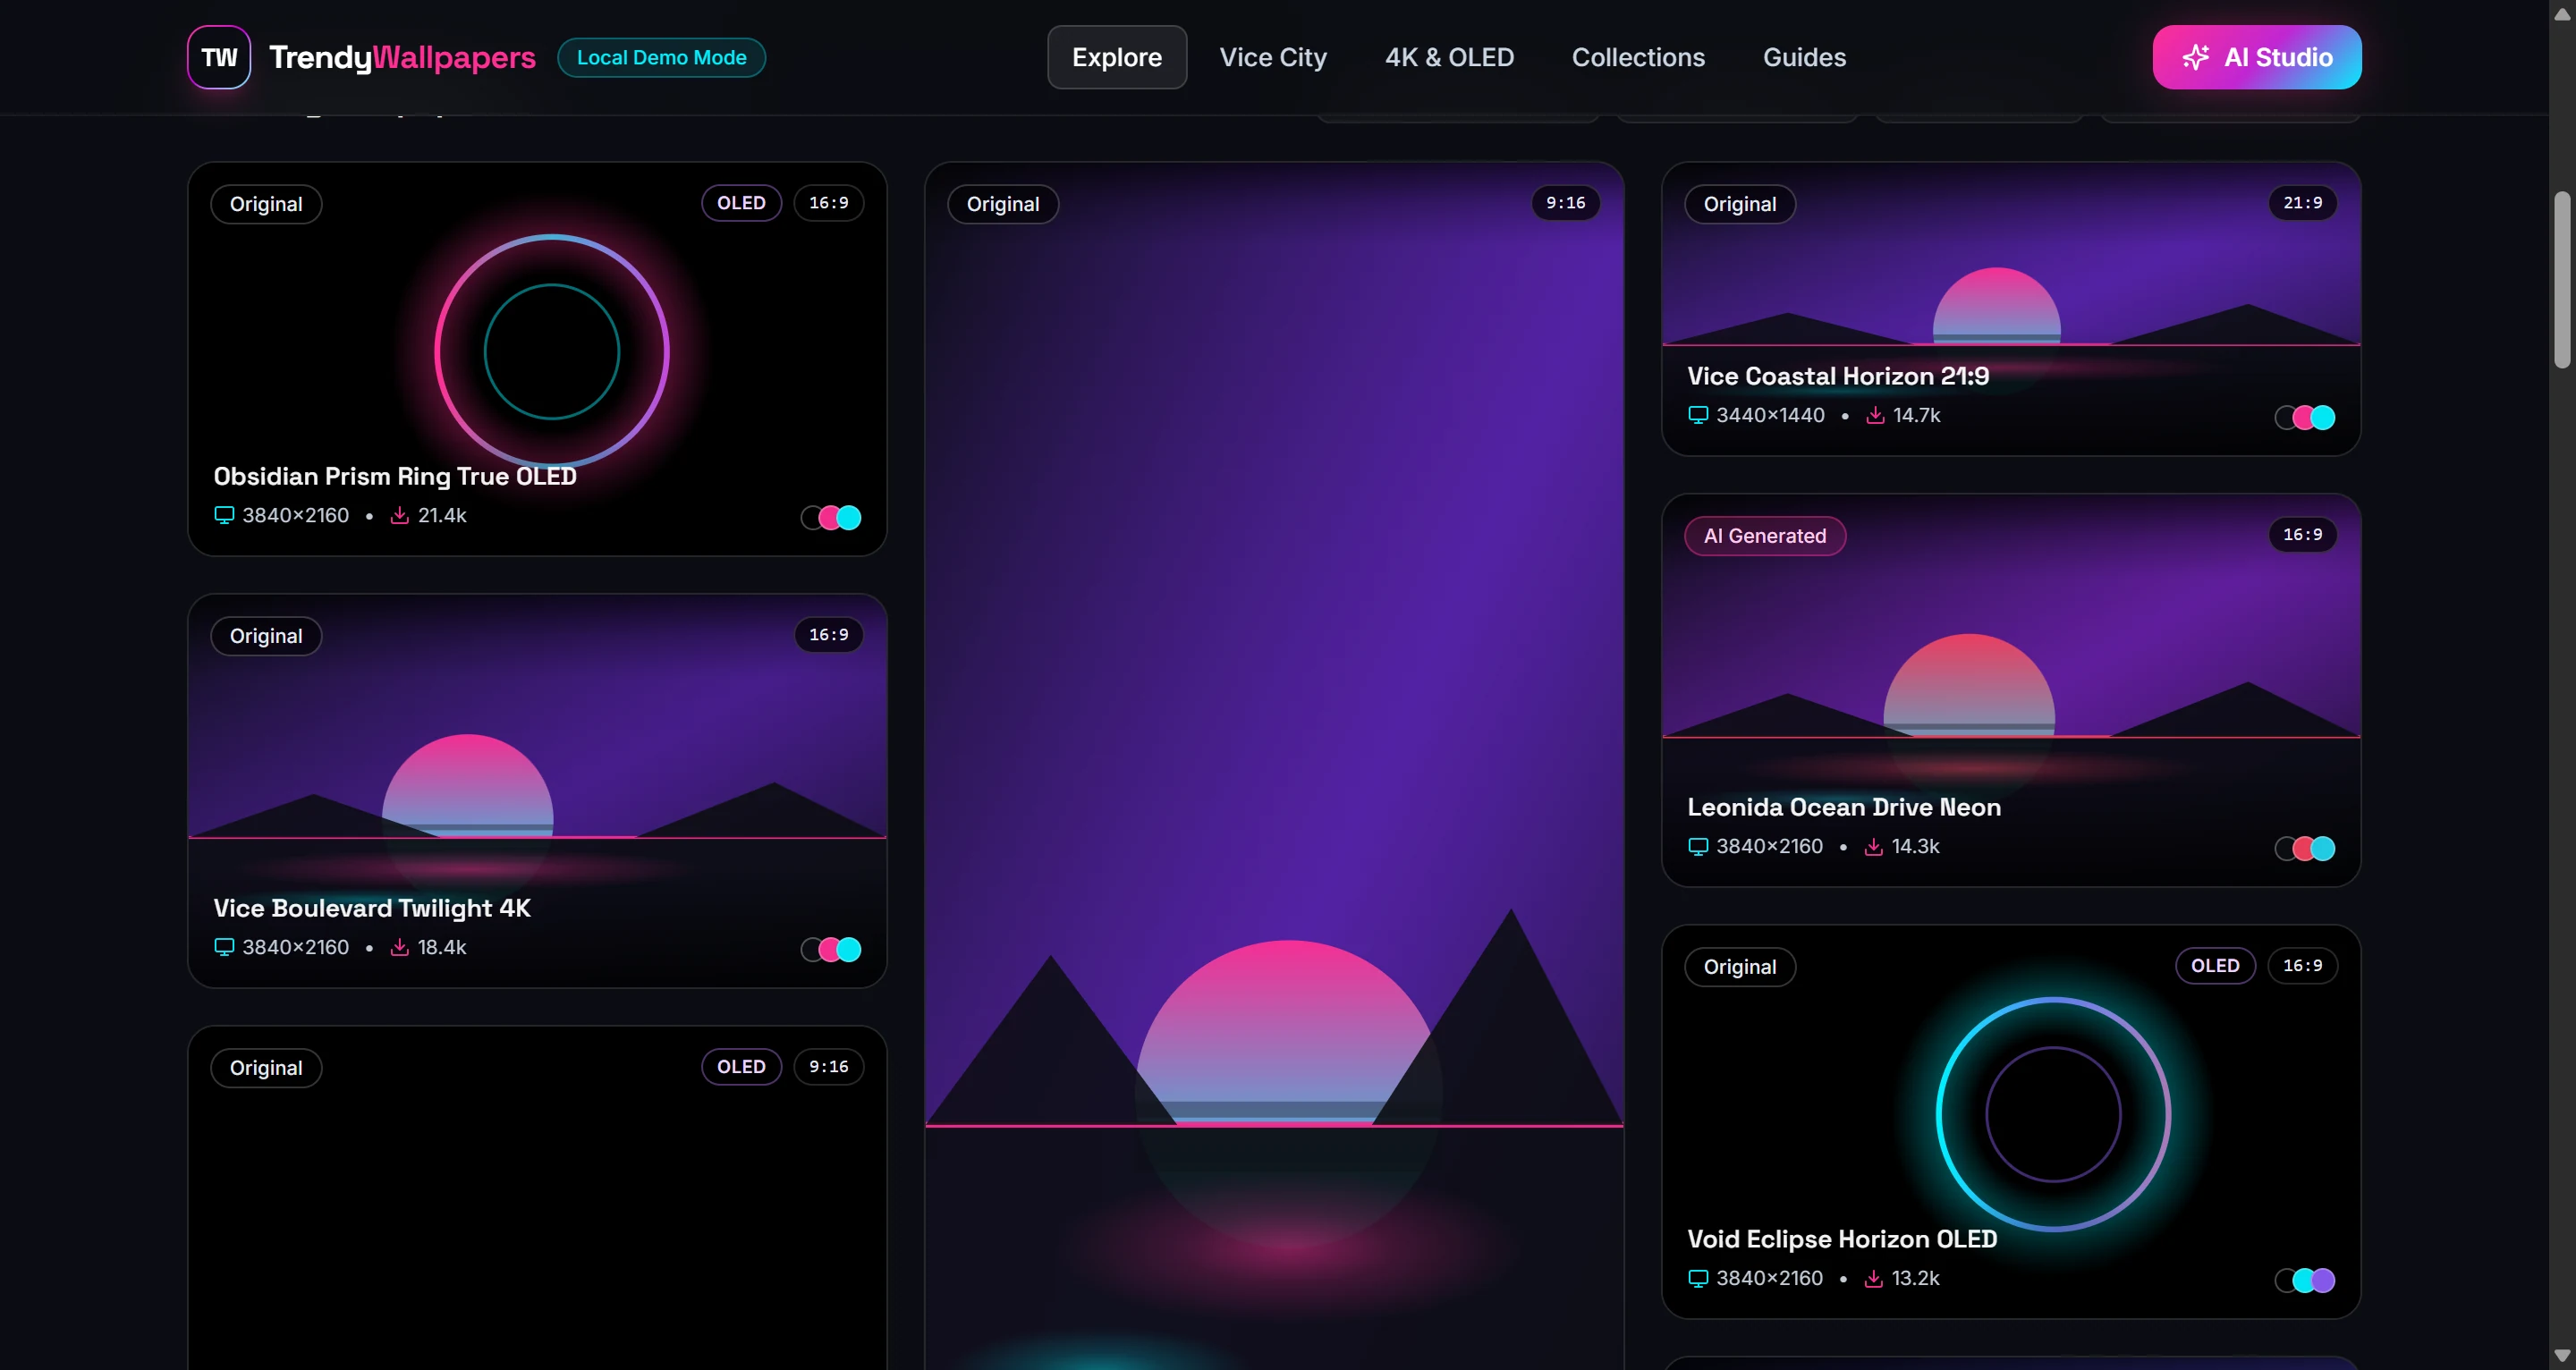 TW TrendyWallpapers Local Demo Mode Explore Vice City 4K & OLED Collections Guides AI Studio
Original OLED 16:9
Obsidian Prism Ring True OLED
3840×2160 • 21.4k
Original 16:9
Vice Boulevard Twilight 4K
3840×2160 • 18.4k
Original OLED 9:16
Original 9:16
Original 21:9
Vice Coastal Horizon 21:9
3440×1440 • 14.7k
AI Generated 16:9
Leonida Ocean Drive Neon
3840×2160 • 14.3k
Original OLED 16:9
Void Eclipse Horizon OLED
3840×2160 • 13.2k